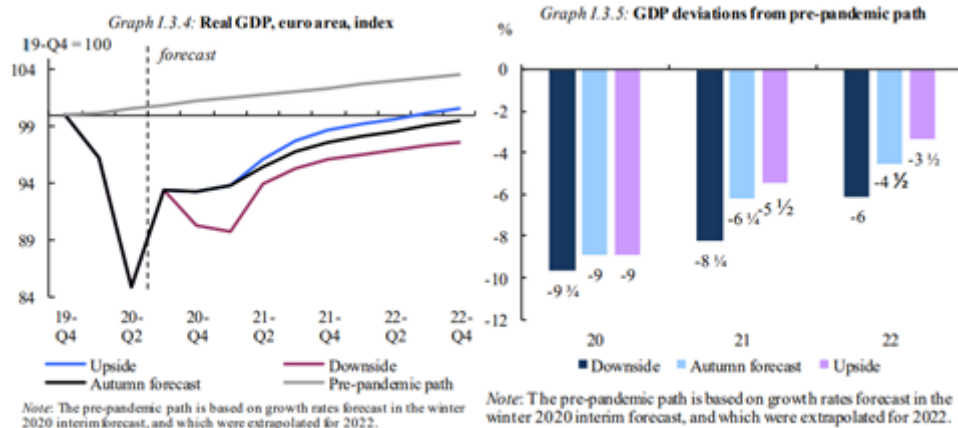 Graph I.3.4: Real GDP, euro area, index
19-Q4 = 100
forecast
104
99
94
89
84
19-Q4
20-Q2
20-Q4
21-Q2
21-Q4
22-Q2
22-Q4
Upside
Downside
Autumn forecast
Pre-pandemic path
Note: The pre-pandemic path is based on growth rates forecast in the winter
2020 interim forecast, and which were extrapolated for 2022.
Graph I.3.5: GDP deviations from pre-pandemic path
%
0
-2
-4
-6
-8
-10
-12
-9 ¾
-9
-9
-8 ¼
-6 ¼
-5 ½
-6
-4 ½
-3 ½
20
21
22
Downside
Autumn forecast
Upside
Note: The pre-pandemic path is based on growth rates forecast in the
winter 2020 interim forecast, and which were extrapolated for 2022.